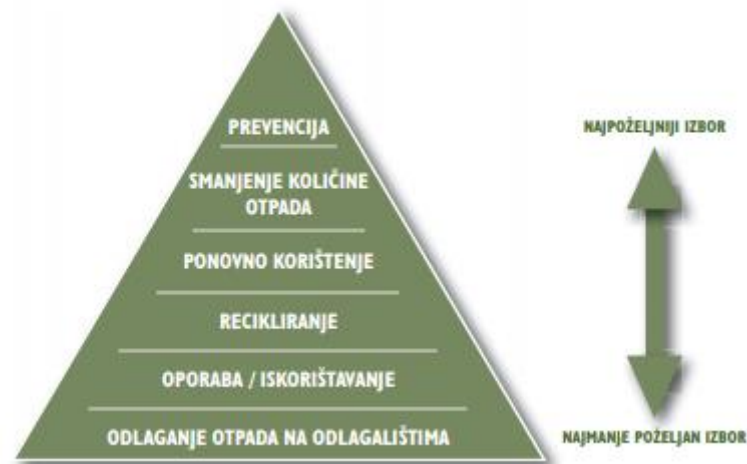 PREVENCIJA
SMANJENJE KOLIČINE
OTPADA
PONOVNO KORIŠTENJE
RECIKLIRANJE
OPORABA / ISKORIŠTAVANJE
ODLAGANJE OTPADA NA ODLAGALIŠTIMA
NAJPOŽELJNIJI IZBOR
NAJMANJE POŽELJAN IZBOR